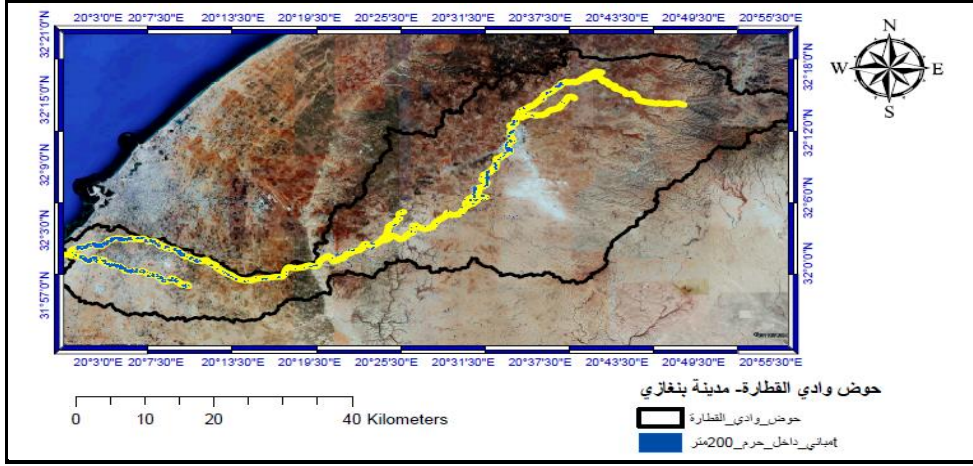 20°3'0"E 20°7'30"E 20°13'30"E 20°19'30"E 20°25'30"E 20°31'30"E 20°37'30"E 20°43'30"E 20°49'30"E 20°55'30"E
32°21'0"N
32°15'0"N
32°9'0"N
32°3'0"N
31°57'0"N
32°18'0"N
32°12'0"N
32°6'0"N
32°0'0"N
N
W E
S
20°3'0"E 20°7'30"E 20°13'30"E 20°19'30"E 20°25'30"E 20°31'30"E 20°37'30"E 20°43'30"E 20°49'30"E 20°55'30"E
0 10 20 40 Kilometers
حوض وادي القطارة- مدينة بنغازي
حوض_وادي_القطارة
tمباني_داخل_حرم_200متر